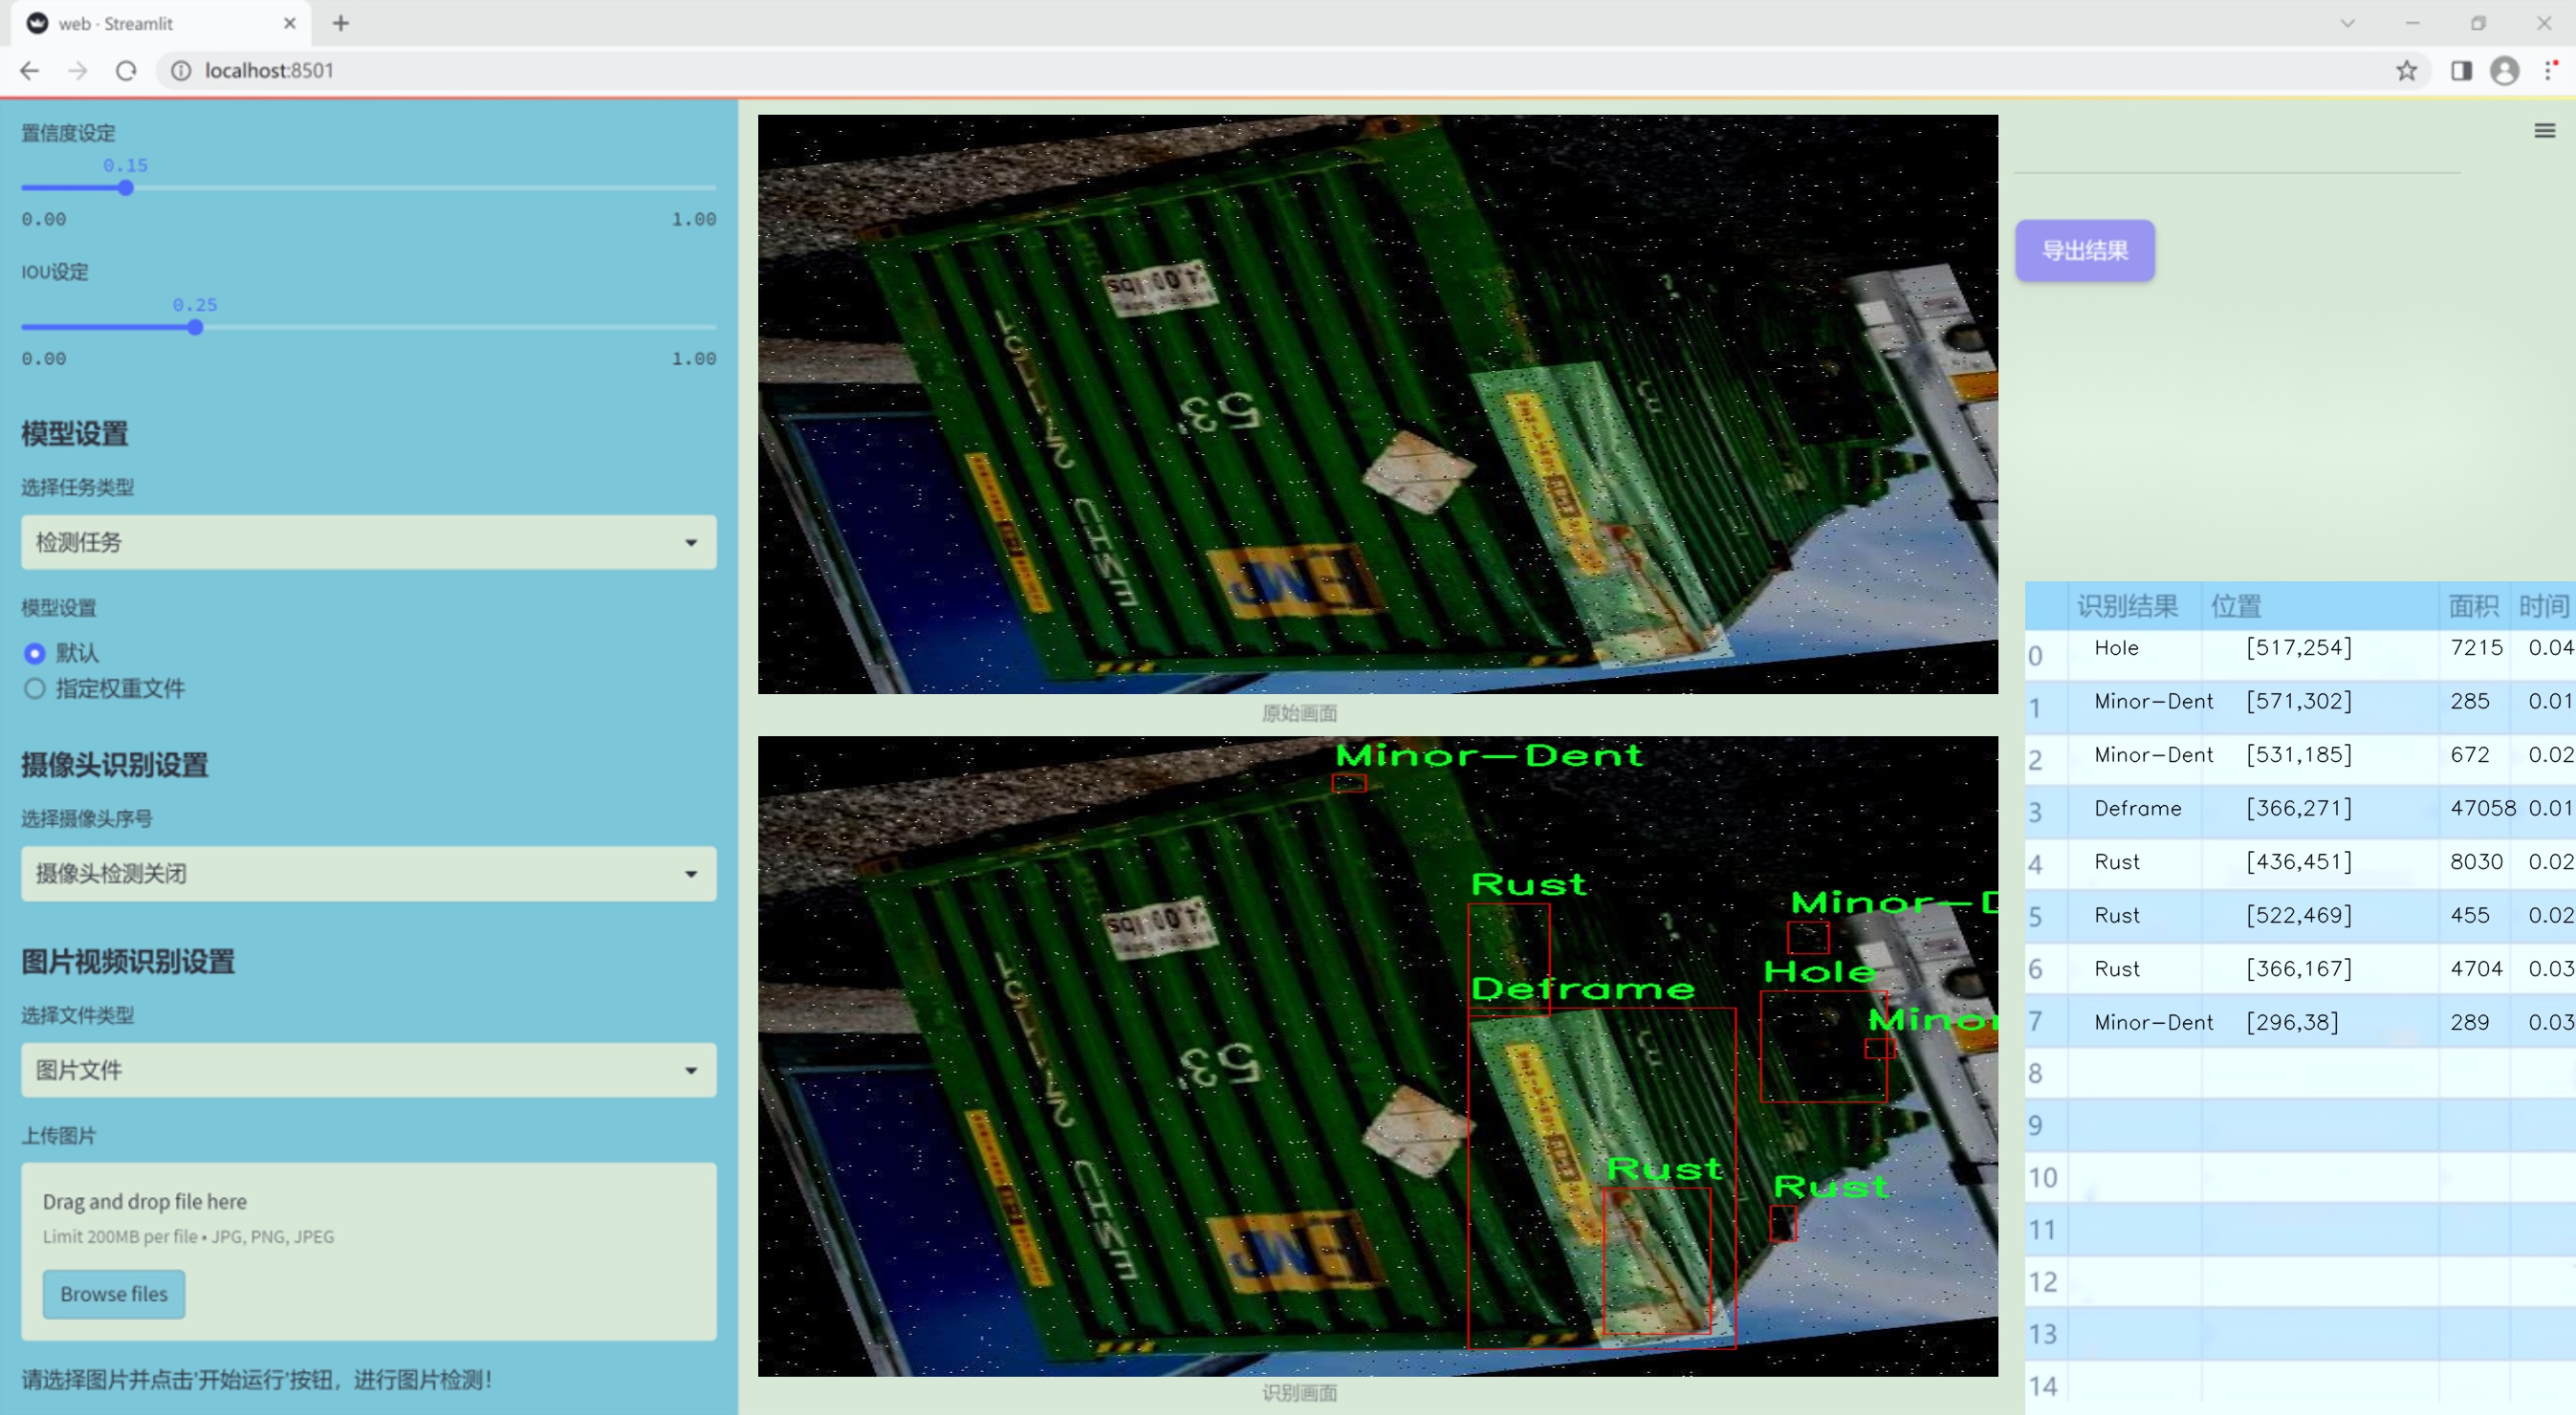 web · Streamlit
localhost:8501
置信度设定
0.15
0.00 1.00
IOU设定
0.25
0.00 1.00
模型设置
选择任务类型
检测任务
模型设置
默认
指定权重文件
摄像头识别设置
选择摄像头序号
摄像头检测关闭
图片视频识别设置
选择文件类型
图片文件
上传图片
Drag and drop file here
Limit 200MB per file • JPG, PNG, JPEG
Browse files
请选择图片并点击'开始运行'按钮，进行图片检测!
53'
原始画面
Minor-Dent
Rust
Minor-D
Deframe
Hole
Minor
53'
Rust
Rust
识别画面
导出结果
识别结果 位置 面积 时间
0 Hole [517,254] 7215 0.04
1 Minor-Dent [571,302] 285 0.01
2 Minor-Dent [531,185] 672 0.02
3 Deframe [366,271] 47058 0.01
4 Rust [436,451] 8030 0.02
5 Rust [522,469] 455 0.02
6 Rust [366,167] 4704 0.03
7 Minor-Dent [296,38] 289 0.03
8
9
10
11
12
13
14